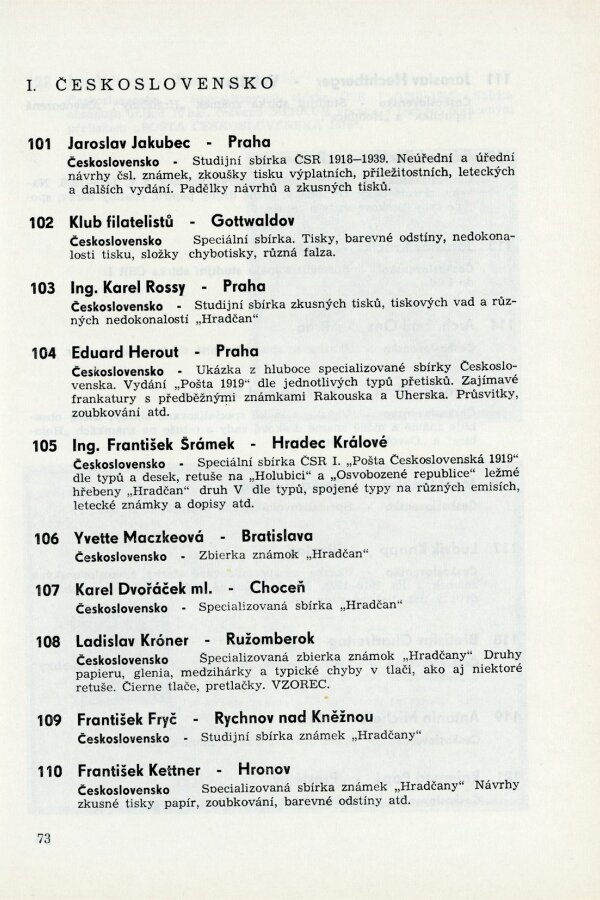 I. ČESKOSLOVENSKO
101 Jaroslav Jakubec - Praha
Československo - Studijní sbírka ČSR 1918—1939. Neúřední a úřední
návrhy čsl. známek, zkoušky tisku výplatních, příležitostních, leteckých
a dalších vydání. Padělky návrhů a zkusných tisků.
102 Klub filatelistů - Gottwaldov
Československo Speciální sbírka. Tisky, barevné odstíny, nedokona-
losti tisku, složky chybotisky, různá falza.
103 Ing. Karel Rossy - Praha
Československo - Studijní sbírka zkusných tisků, tiskových vad a růz-
ných nedokonalostí „Hradčan“
104 Eduard Herout - Praha
Československo - Ukázka z hluboce specializované sbírky Českoslo-
venska. Vydání „Pošta 1919“ dle jednotlivých typů přetisků. Zajímavé
frankatury s předběžnými známkami Rakouska a Uherska. Průsvitky,
zoubkování atd.
105 Ing. František Šrámek - Hradec Králové
Československo - Speciální sbírka ČSR I. „Pošta Československá 1919“
dle typů a desek, retuše na „Holubici“ a „Osvobozené republice“ ležmé
hřebeny „Hradčan“ druh V dle typů, spojené typy na různých emisích,
letecké známky a dopisy atd.
106 Yvette Maczkeová - Bratislava
Československo - Zbierka známok „Hradčan“
107 Karel Dvořáček ml. - Choceň
Československo - Specializovaná sbírka „Hradčan“
108 Ladislav Króner - Ružomberok
Československo Špecializovaná zbierka známok „Hradčany“ Druhy
papieru, glenia, medzihárky a typické chyby v tlači, ako aj niektoré
retuše. Čierne tlače, pretlačky. VZOREC.
109 František Fryč - Rychnov nad Kněžnou
Československo - Studijní sbírka známek „Hradčany“
110 František Kettner - Hronov
Československo Specializovaná sbírka známek „Hradčany“ Návrhy
zkusné tisky papír, zoubkování, barevné odstíny atd.
73